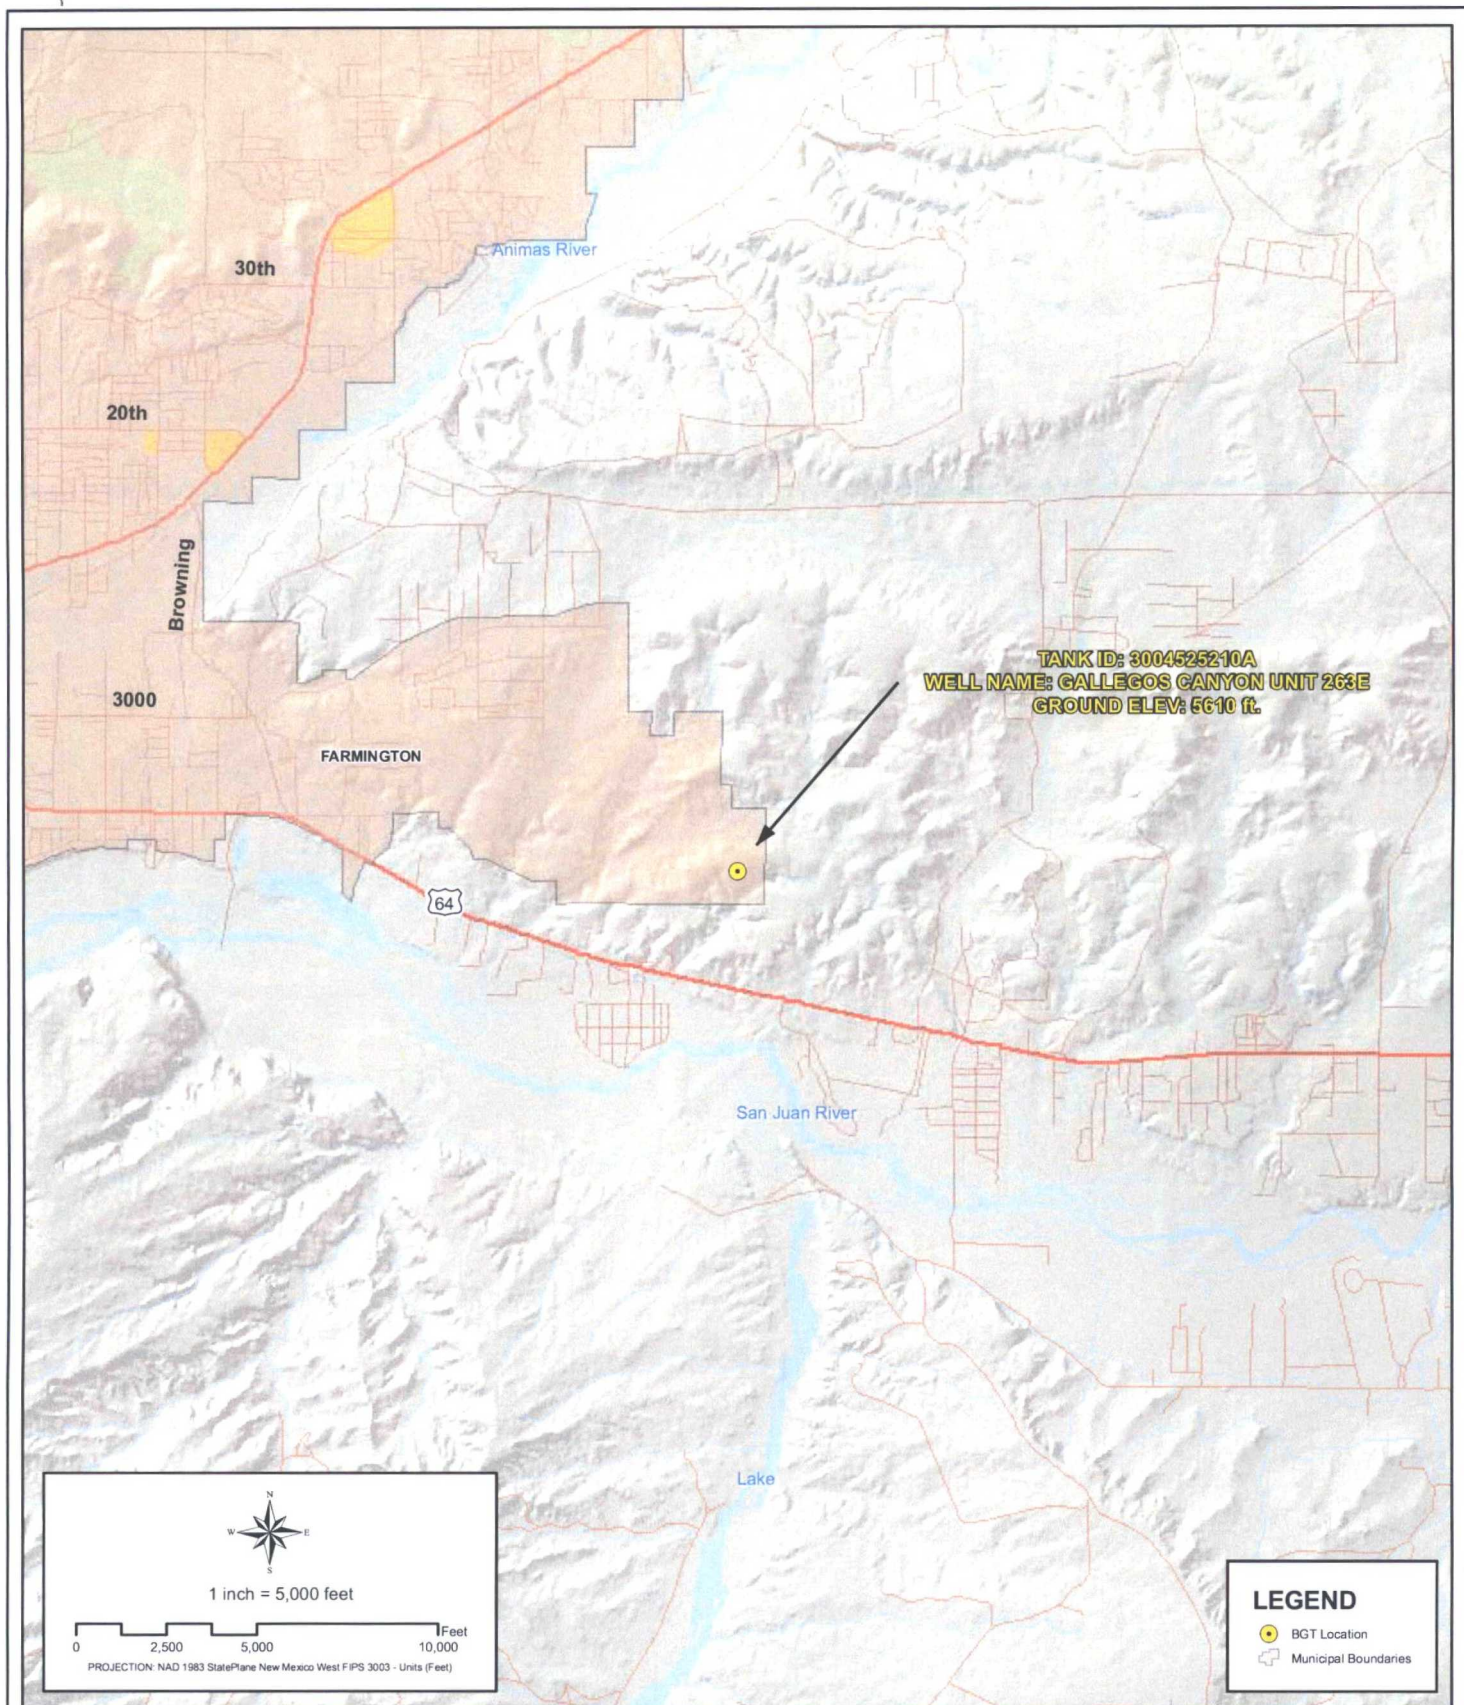 Animas River
30th
20th
Browning
TANK ID: 3004525210A
WELL NAME: GALLEGOS CANYON UNIT 263E
GROUND ELEV: 5610 ft.
3000
FARMINGTON
64
San Juan River
Lake
N
W E
S
1 inch = 5,000 feet
Feet
0 2,500 5,000 10,000
PROJECTION: NAD 1983 StatePlane New Mexico West FIPS 3003 - Units (Feet)
LEGEND
BGT Location
Municipal Boundaries